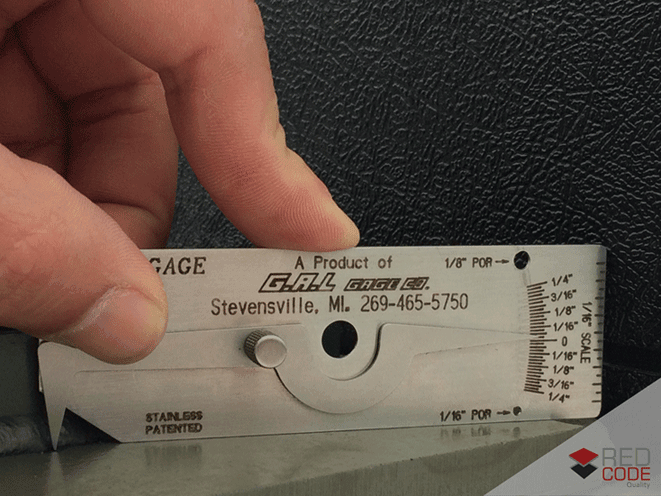 GAGE
A Product of
G.A.L GAGE CO.
Stevensville, MI. 269-465-5750
1/8" POR→
1/4"
3/16"
1/8"
1/16"
0
1/16"
1/8"
3/16"
1/4"
1/16" SCALE
STAINLESS
PATENTED
1/16" POR→
RED
CODE
Quality